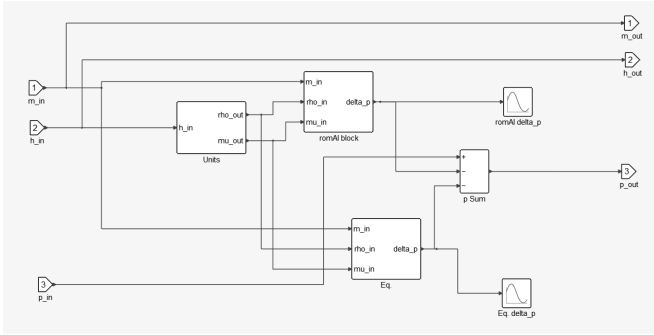 1
m_out
2
h_out
1
m_in
m_in
rho_in
mu_in
delta_p
romAI block
romAI delta_p
2
h_in
h_in
rho_out
mu_out
Units
+
-
-
p Sum
3
p_out
m_in
rho_in
mu_in
delta_p
Eq.
3
p_in
Eq. delta_p